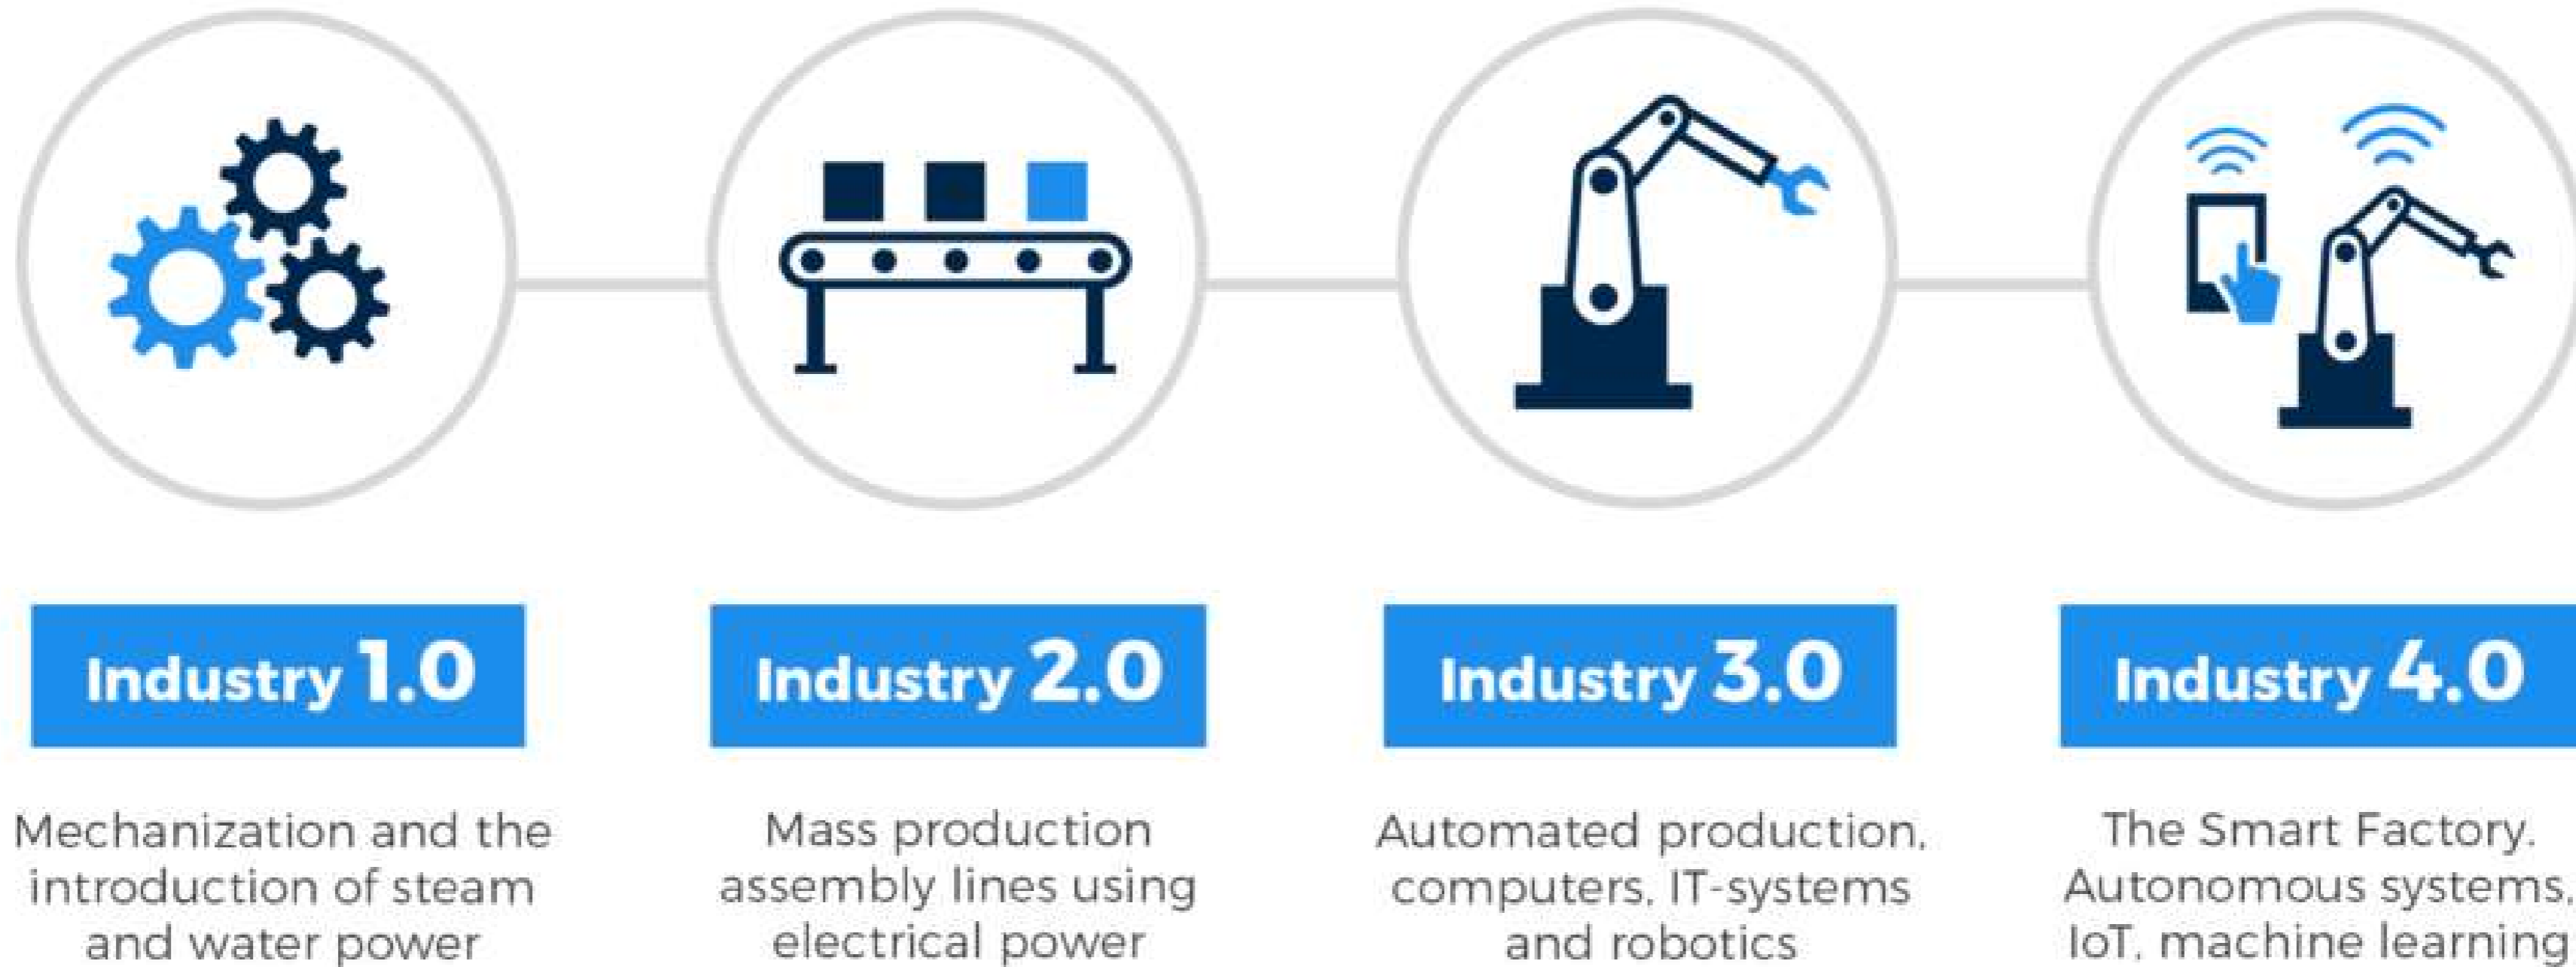 Industry 1.0
Mechanization and the
introduction of steam
and water power
Industry 2.0
Mass production
assembly lines using
electrical power
Industry 3.0
Automated production,
computers, IT-systems
and robotics
Industry 4.0
The Smart Factory.
Autonomous systems,
IoT, machine learning